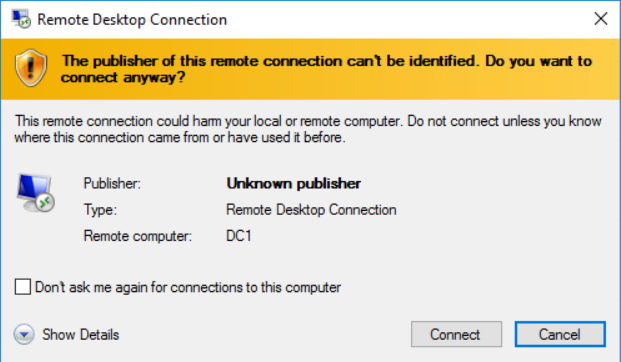 Remote Desktop Connection
The publisher of this remote connection can't be identified. Do you want to
connect anyway?
This remote connection could harm your local or remote computer. Do not connect unless you know
where this connection came from or have used it before.
Publisher: Unknown publisher
Type: Remote Desktop Connection
Remote computer: DC1
Don't ask me again for connections to this computer
Show Details Connect Cancel